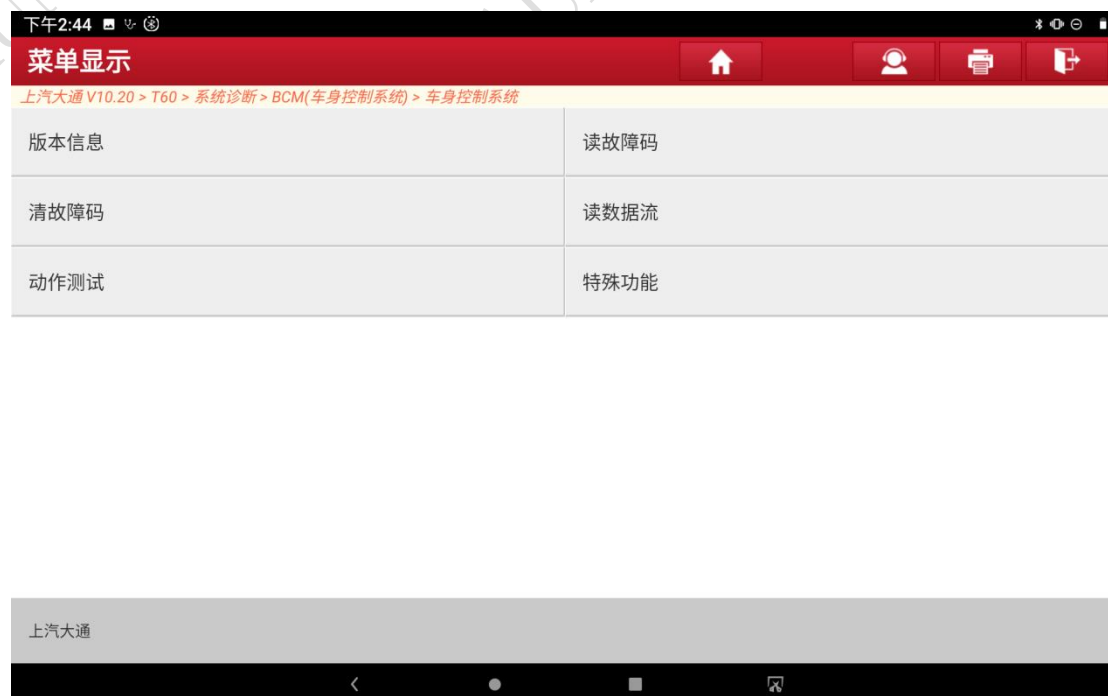 下午2:44
菜单显示
上汽大通 V10.20 > T60 > 系统诊断 > BCM(车身控制系统) > 车身控制系统
版本信息
读故障码
清故障码
读数据流
动作测试
特殊功能
上汽大通